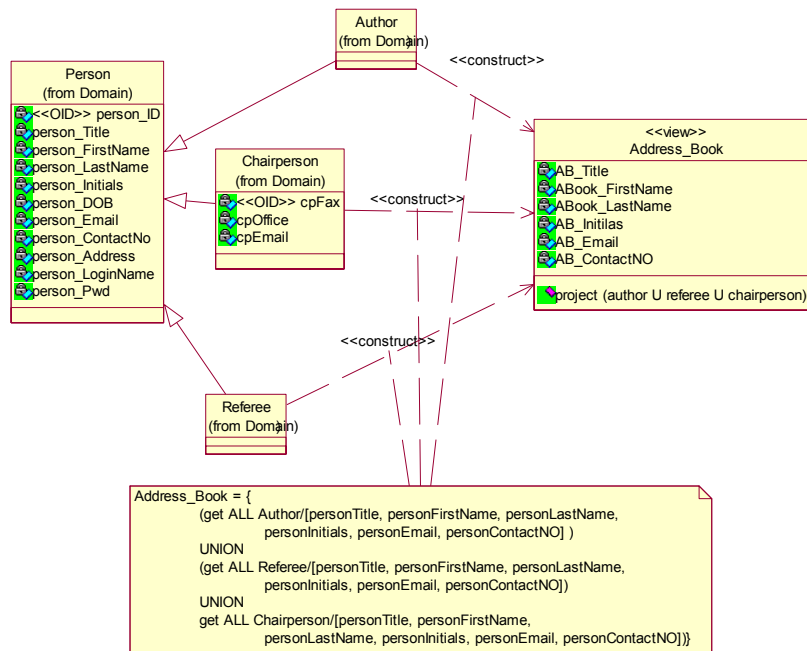 Author
(from Domain)
<<construct>>
Person
(from Domain)
<<OID>> person_ID
person_Title
person_FirstName
person_LastName
person_Initials
person_DOB
person_Email
person_ContactNo
person_Address
person_LoginName
person_Pwd
Chairperson
(from Domain)
<<OID>> cpFax
cpOffice
cpEmail
<<construct>>
<<view>>
Address_Book
AB_Title
ABook_FirstName
ABook_LastName
AB_Initilas
AB_Email
AB_ContactNO
project (author U referee U chairperson)
<<construct>>
Referee
(from Domain)
Address_Book = {
(get ALL Author/[personTitle, personFirstName, personLastName,
personInitials, personEmail, personContactNO] )
UNION
(get ALL Referee/[personTitle, personFirstName, personLastName,
personInitials, personEmail, personContactNO])
UNION
get ALL Chairperson/[personTitle, personFirstName,
personLastName, personInitials, personEmail, personContactNO])}